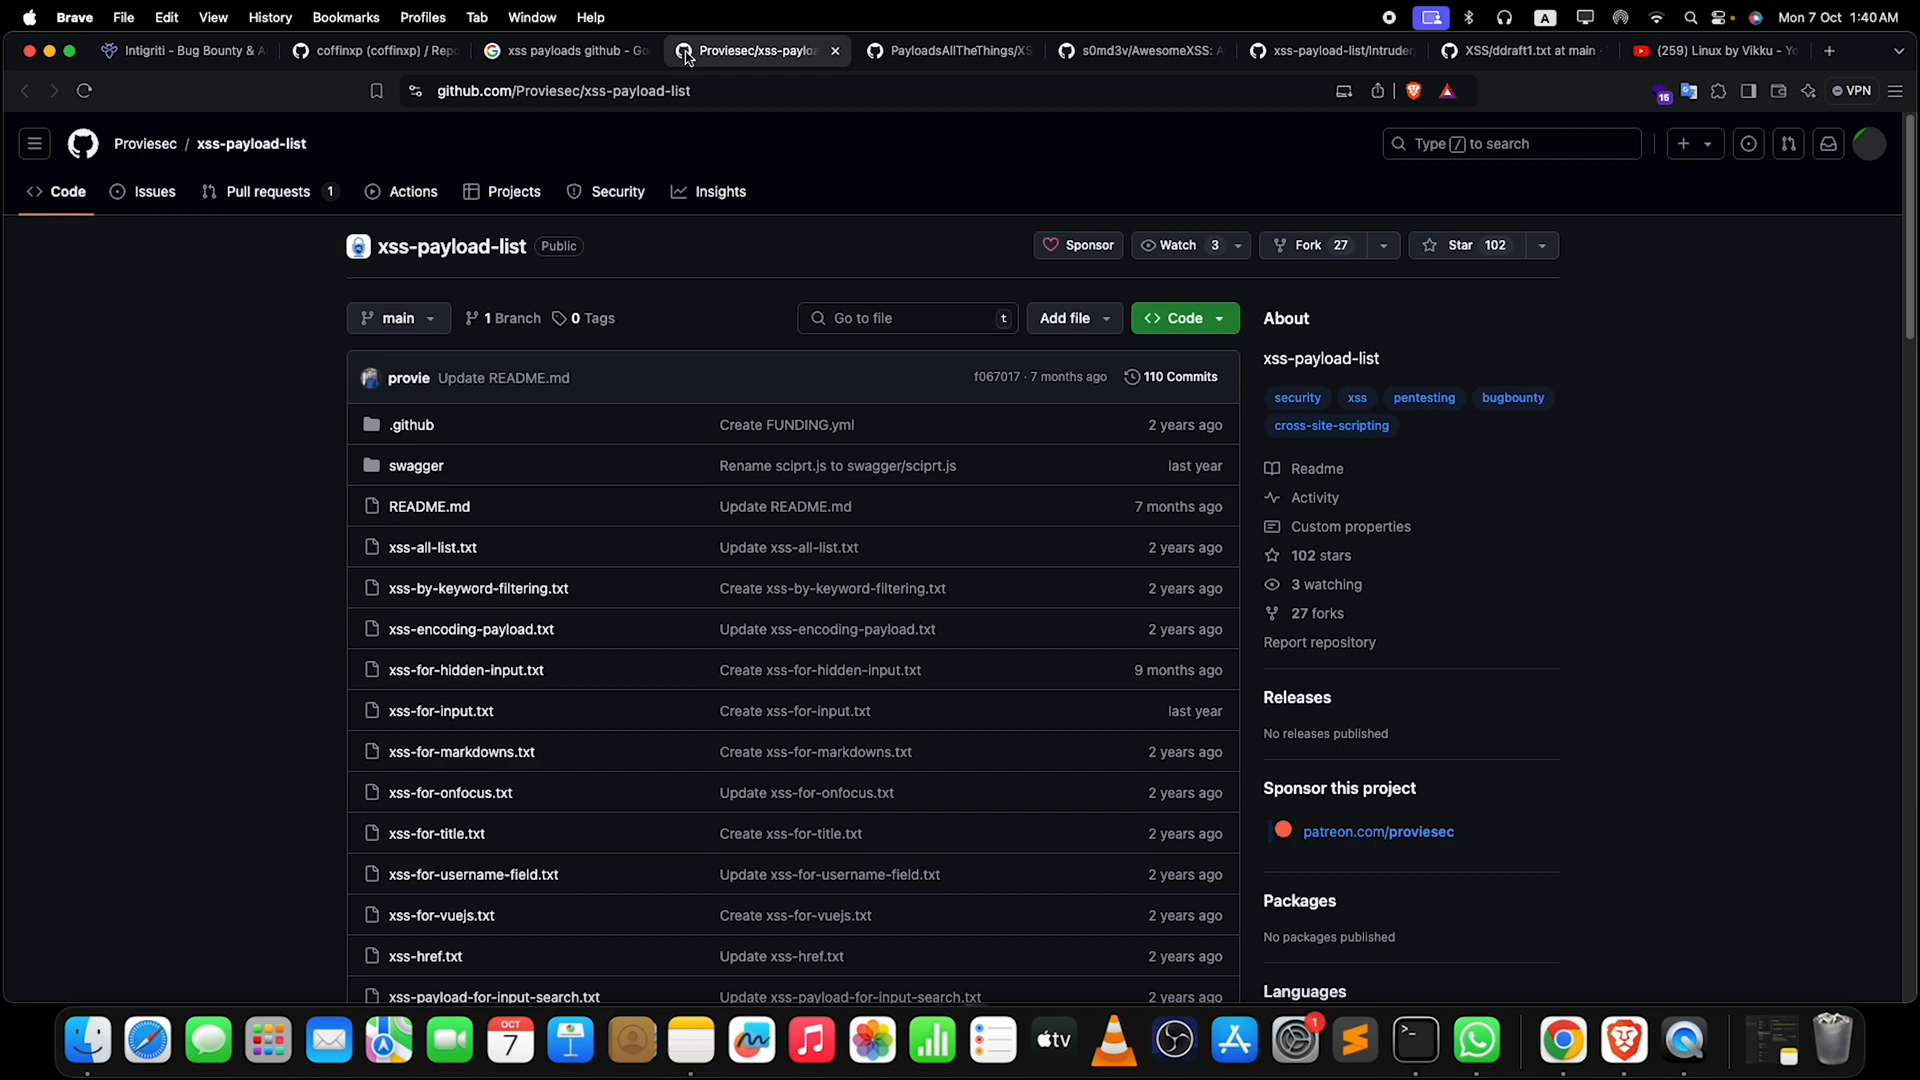 Brave File Edit View History Bookmarks Profiles Tab Window Help A Mon 7 Oct 1:40 AM
Intigriti - Bug Bounty & A coffinxp (coffinxp) / Repo xss payloads github - Go Proviesec/xss-payloa PayloadsAllTheThings/XS s0md3v/AwesomeXSS: A xss-payload-list/Intruder XSS/ddraft1.txt at main (259) Linux by Vikku - Yo
github.com/Proviesec/xss-payload-list 15 VPN
Proviesec / xss-payload-list Type / to search
Code Issues Pull requests 1 Actions Projects Security Insights
xss-payload-list Public Sponsor Watch 3 Fork 27 Star 102
main 1 Branch 0 Tags Go to file t Add file Code About
xss-payload-list
provie Update README.md f067017 · 7 months ago 110 Commits
security xss pentesting bugbounty
.github Create FUNDING.yml 2 years ago
cross-site-scripting
swagger Rename sciprt.js to swagger/sciprt.js last year
Readme
Activity
README.md Update README.md 7 months ago
Custom properties
xss-all-list.txt Update xss-all-list.txt 2 years ago
102 stars
3 watching
xss-by-keyword-filtering.txt Create xss-by-keyword-filtering.txt 2 years ago
27 forks
xss-encoding-payload.txt Update xss-encoding-payload.txt 2 years ago
Report repository
xss-for-hidden-input.txt Create xss-for-hidden-input.txt 9 months ago
Releases
xss-for-input.txt Create xss-for-input.txt last year
No releases published
xss-for-markdowns.txt Create xss-for-markdowns.txt 2 years ago
Sponsor this project
xss-for-onfocus.txt Update xss-for-onfocus.txt 2 years ago
xss-for-title.txt Create xss-for-title.txt 2 years ago
patreon.com/proviesec
xss-for-username-field.txt Update xss-for-username-field.txt 2 years ago
Packages
xss-for-vuejs.txt Create xss-for-vuejs.txt 2 years ago
No packages published
xss-href.txt Update xss-href.txt 2 years ago
Languages
xss-payload-for-input-search.txt Update xss-payload-for-input-search.txt 2 years ago
OCT
7
tv
1